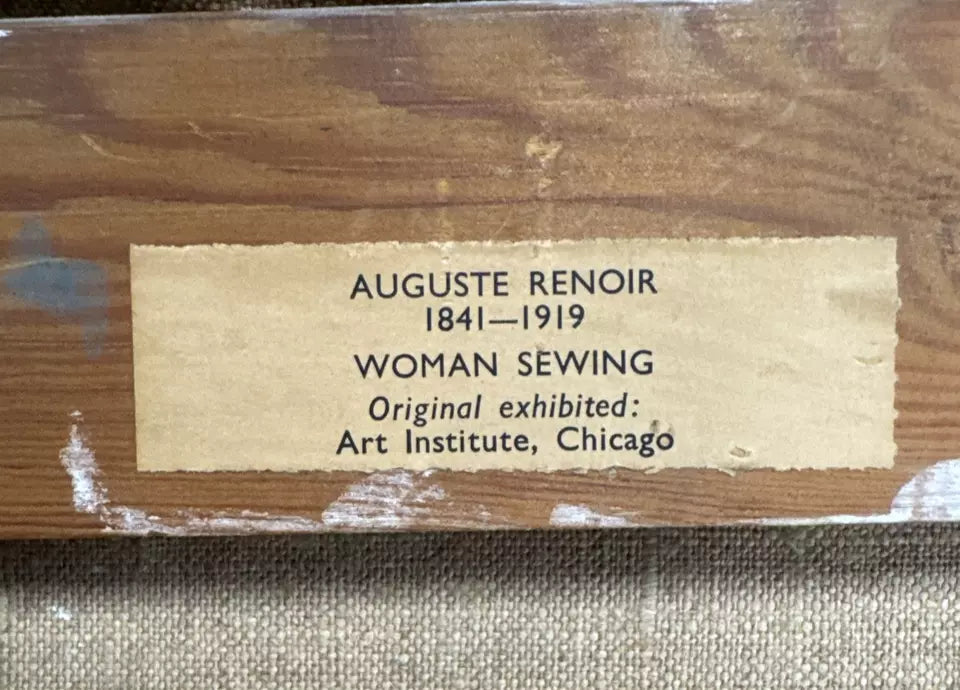 AUGUSTE RENOIR
1841—1919
WOMAN SEWING
Original exhibited:
Art Institute, Chicago